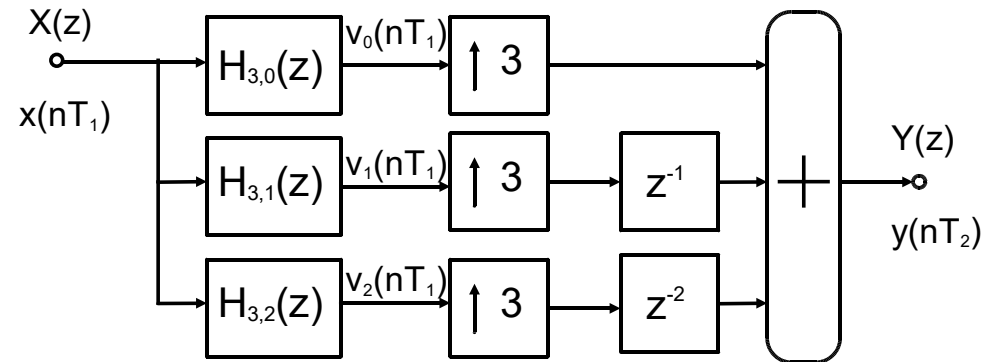 X(z)
x(nT₁)
H₃,₀(z)
v₀(nT₁)
↑ 3
H₃,₁(z)
v₁(nT₁)
↑ 3
z⁻¹
H₃,₂(z)
v₂(nT₁)
↑ 3
z⁻²
+
Y(z)
y(nT₂)